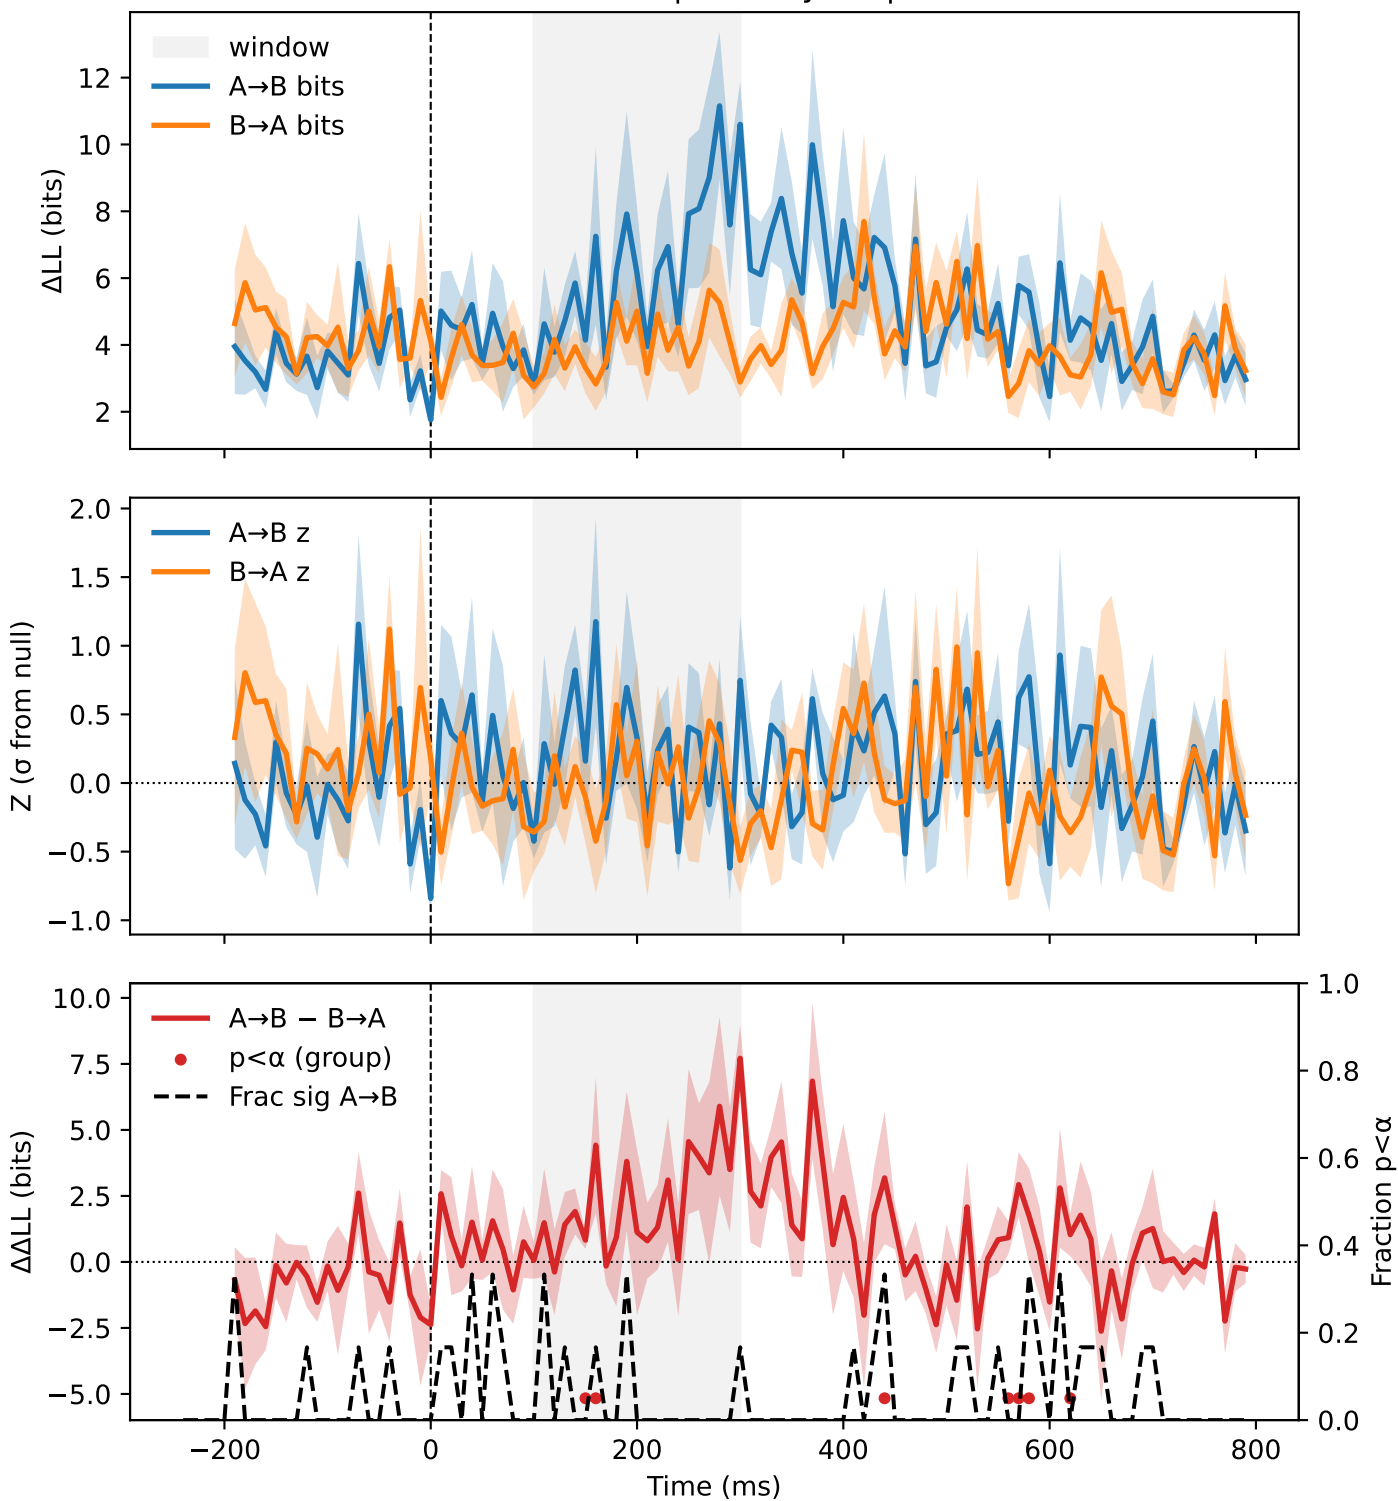 window
A→B bits
B→A bits
12
10
8
6
4
2
ΔLL (bits)
A→B z
B→A z
2.0
1.5
1.0
0.5
0.0
−0.5
−1.0
Z (σ from null)
A→B − B→A
p<α (group)
Frac sig A→B
10.0
7.5
5.0
2.5
0.0
−2.5
−5.0
ΔΔLL (bits)
1.0
0.8
0.6
0.4
0.2
0.0
Fraction p<α
−200 0 200 400 600 800
Time (ms)